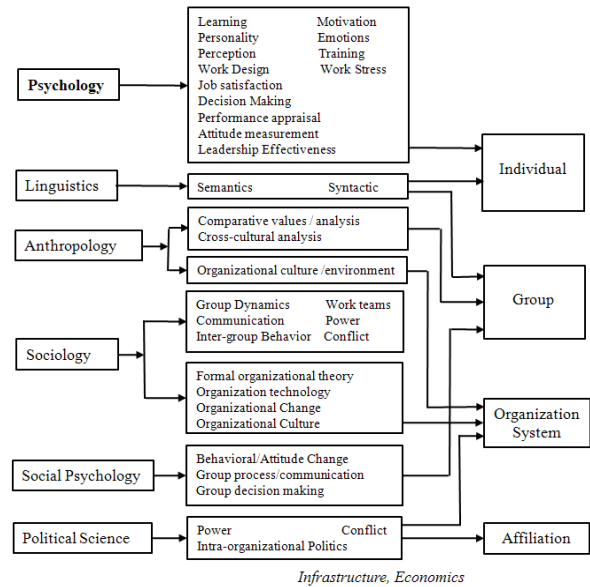 Learning Motivation
Personality Emotions
Perception Training
Psychology
Work Design Work Stress
Job satisfaction
Decision Making
Performance appraisal
Attitude measurement
Leadership Effectiveness
Individual
Linguistics
Semantics Syntactic
Anthropology
Comparative values / analysis
Cross-cultural analysis
Organizational culture /environment
Group
Sociology
Group Dynamics Work teams
Communication Power
Inter-group Behavior Conflict
Formal organizational theory
Organization technology
Organizational Change
Organizational Culture
Organization
System
Social Psychology
Behavioral/Attitude Change
Group process/communication
Group decision making
Political Science
Power Conflict
Intra-organizational Politics
Affiliation
Infrastructure, Economics